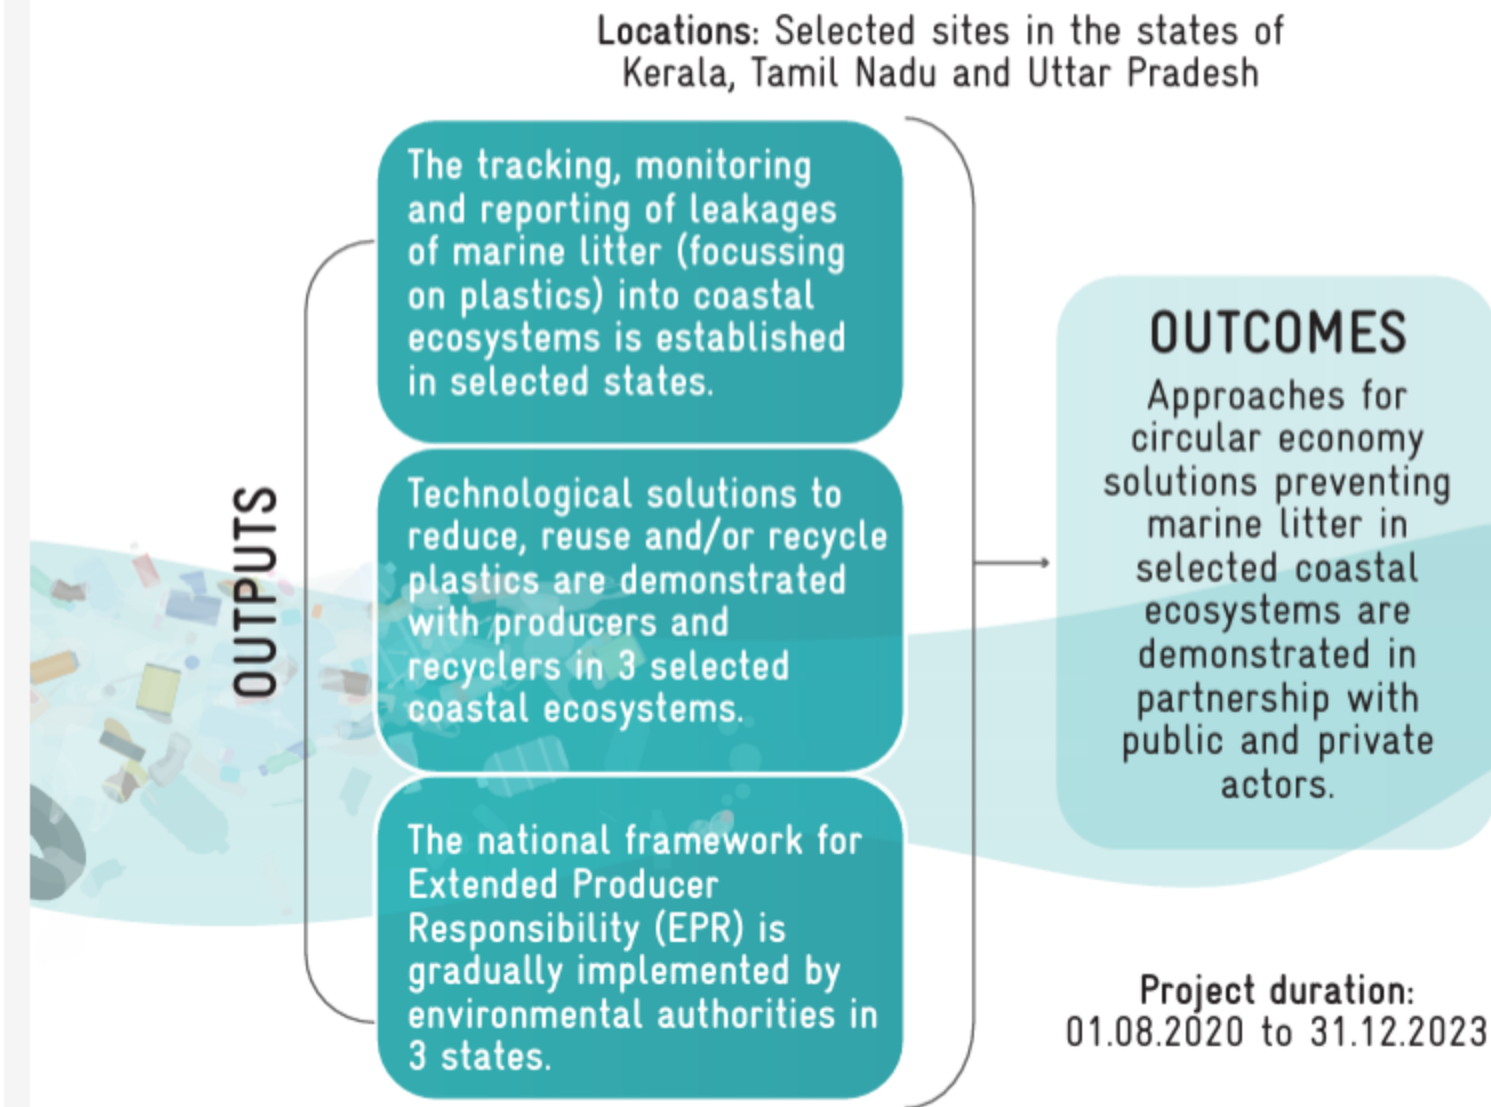 Locations: Selected sites in the states of
Kerala, Tamil Nadu and Uttar Pradesh
OUTPUTS
The tracking, monitoring
and reporting of leakages
of marine litter (focussing
on plastics) into coastal
ecosystems is established
in selected states.
Technological solutions to
reduce, reuse and/or recycle
plastics are demonstrated
with producers and
recyclers in 3 selected
coastal ecosystems.
The national framework for
Extended Producer
Responsibility (EPR) is
gradually implemented by
environmental authorities in
3 states.
OUTCOMES
Approaches for
circular economy
solutions preventing
marine litter in
selected coastal
ecosystems are
demonstrated in
partnership with
public and private
actors.
Project duration:
01.08.2020 to 31.12.2023